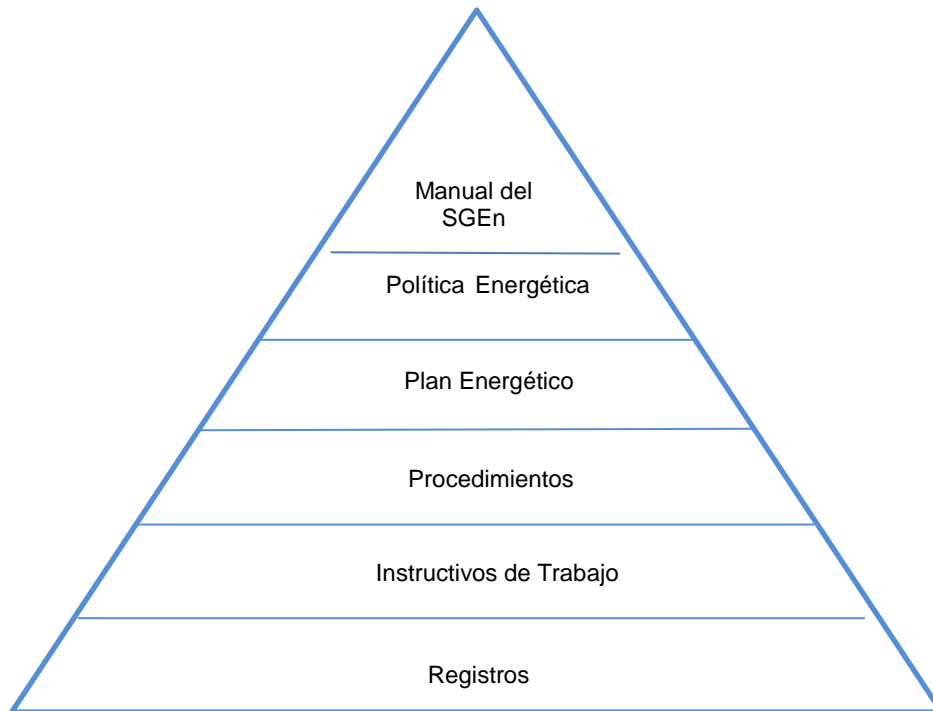 Manual del
SGEn
Política Energética
Plan Energético
Procedimientos
Instructivos de Trabajo
Registros